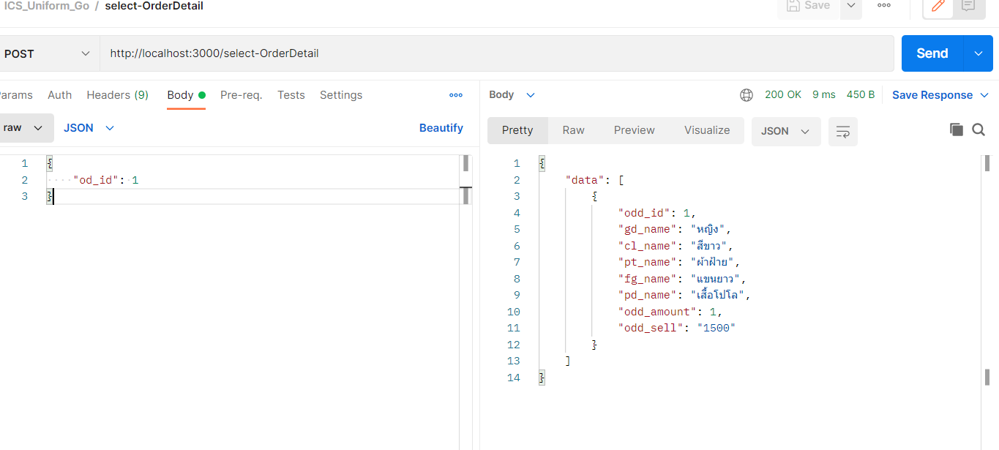 ICS_Uniform_Go / select-OrderDetail
Save
POST http://localhost:3000/select-OrderDetail Send
arams Auth Headers (9) Body Pre-req. Tests Settings
raw JSON Beautify
1 {
2 "od_id": 1
3 }
Body 200 OK 9 ms 450 B Save Response
Pretty Raw Preview Visualize JSON
1 {
2 "data": [
3 {
4 "odd_id": 1,
5 "gd_name": "หญิง",
6 "cl_name": "สีขาว",
7 "pt_name": "ผ้าฝ้าย",
8 "fg_name": "แขนยาว",
9 "pd_name": "เสื้อโปโล",
10 "odd_amount": 1,
11 "odd_sell": "1500"
12 }
13 ]
14 }